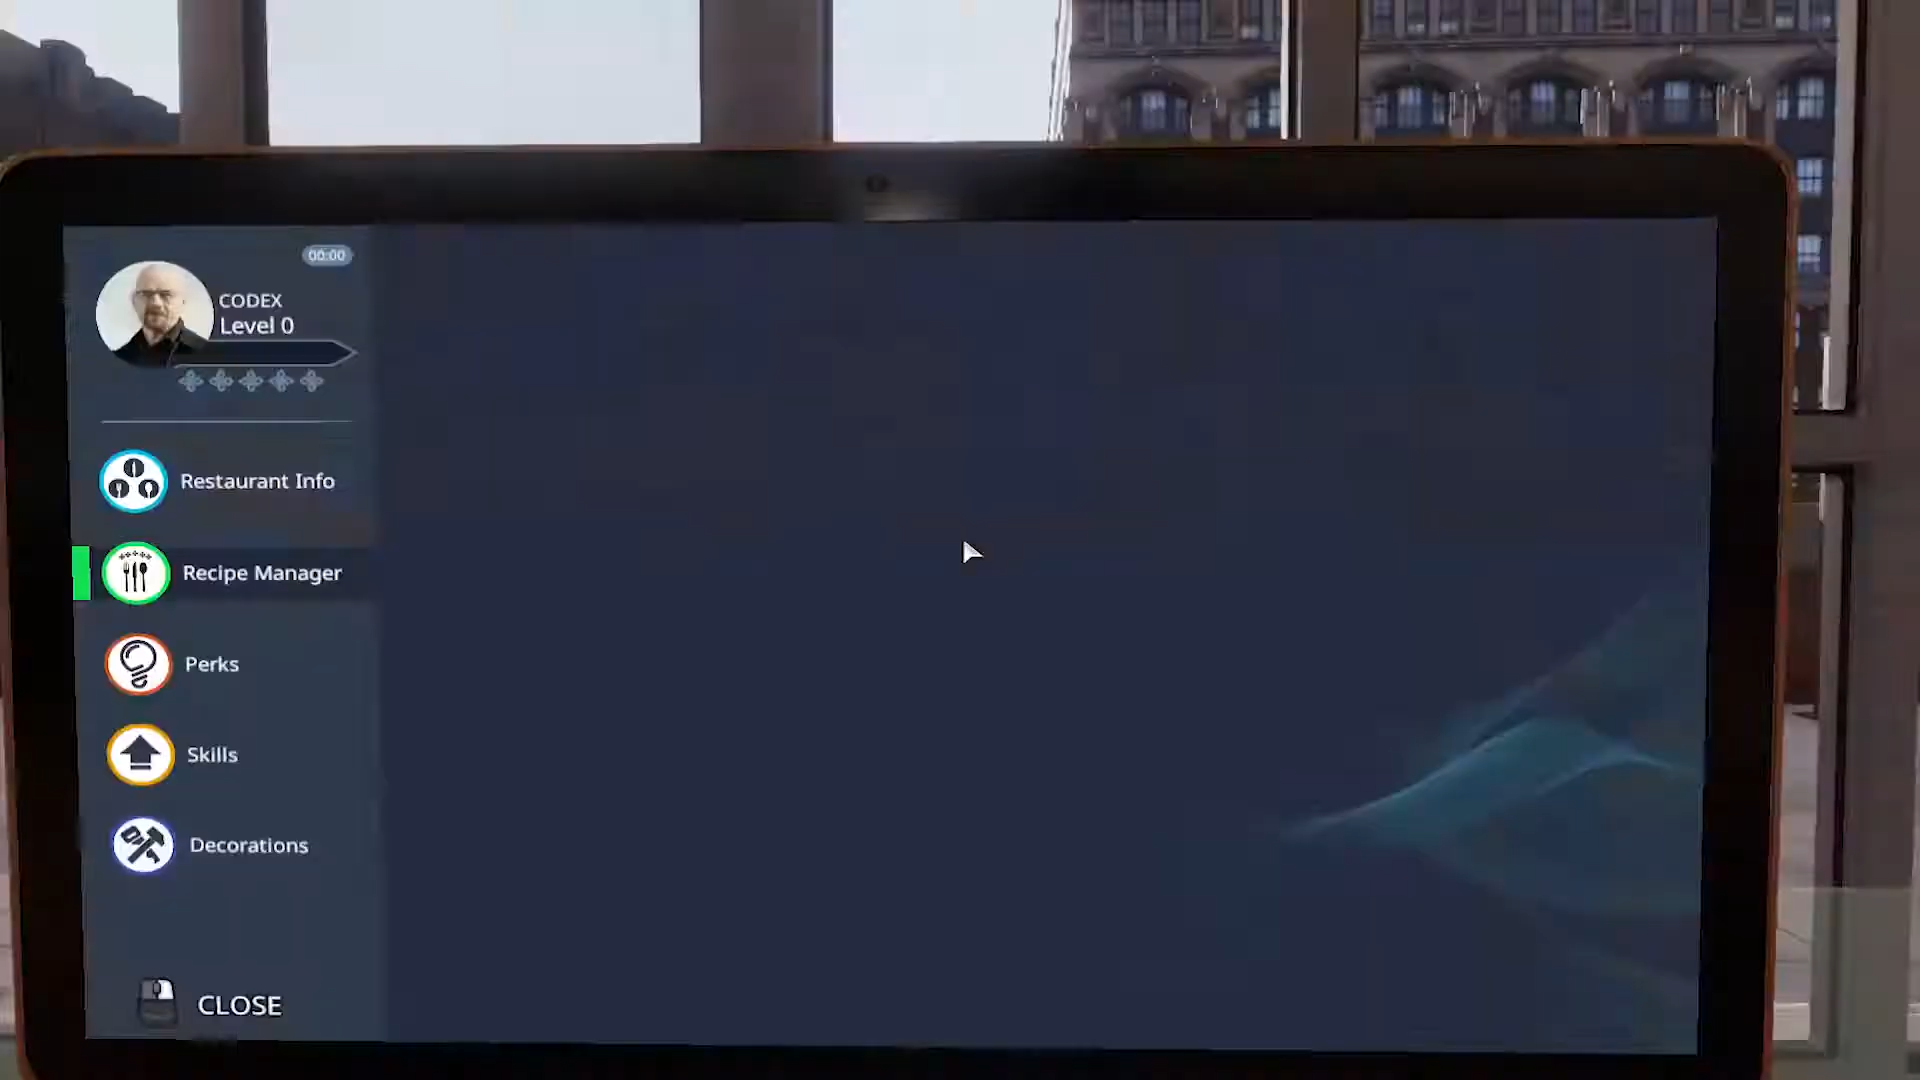 00:00
CODEX
Level 0
Restaurant Info
Recipe Manager
Perks
Skills
Decorations
CLOSE